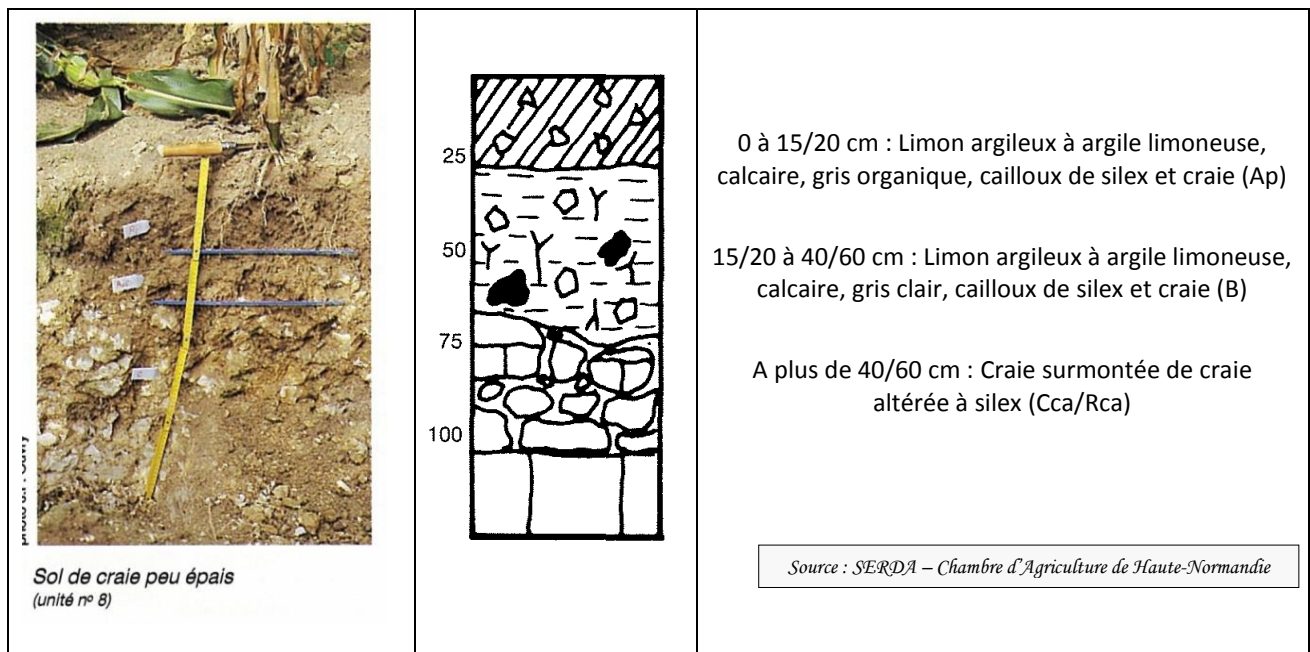 Sol de craie peu épais
(unité nº 8)
25
50
75
100
0 à 15/20 cm : Limon argileux à argile limoneuse,
calcaire, gris organique, cailloux de silex et craie (Ap)
15/20 à 40/60 cm : Limon argileux à argile limoneuse,
calcaire, gris clair, cailloux de silex et craie (B)
A plus de 40/60 cm : Craie surmontée de craie
altérée à silex (Cca/Rca)
Source : SERDA – Chambre d'Agriculture de Haute-Normandie